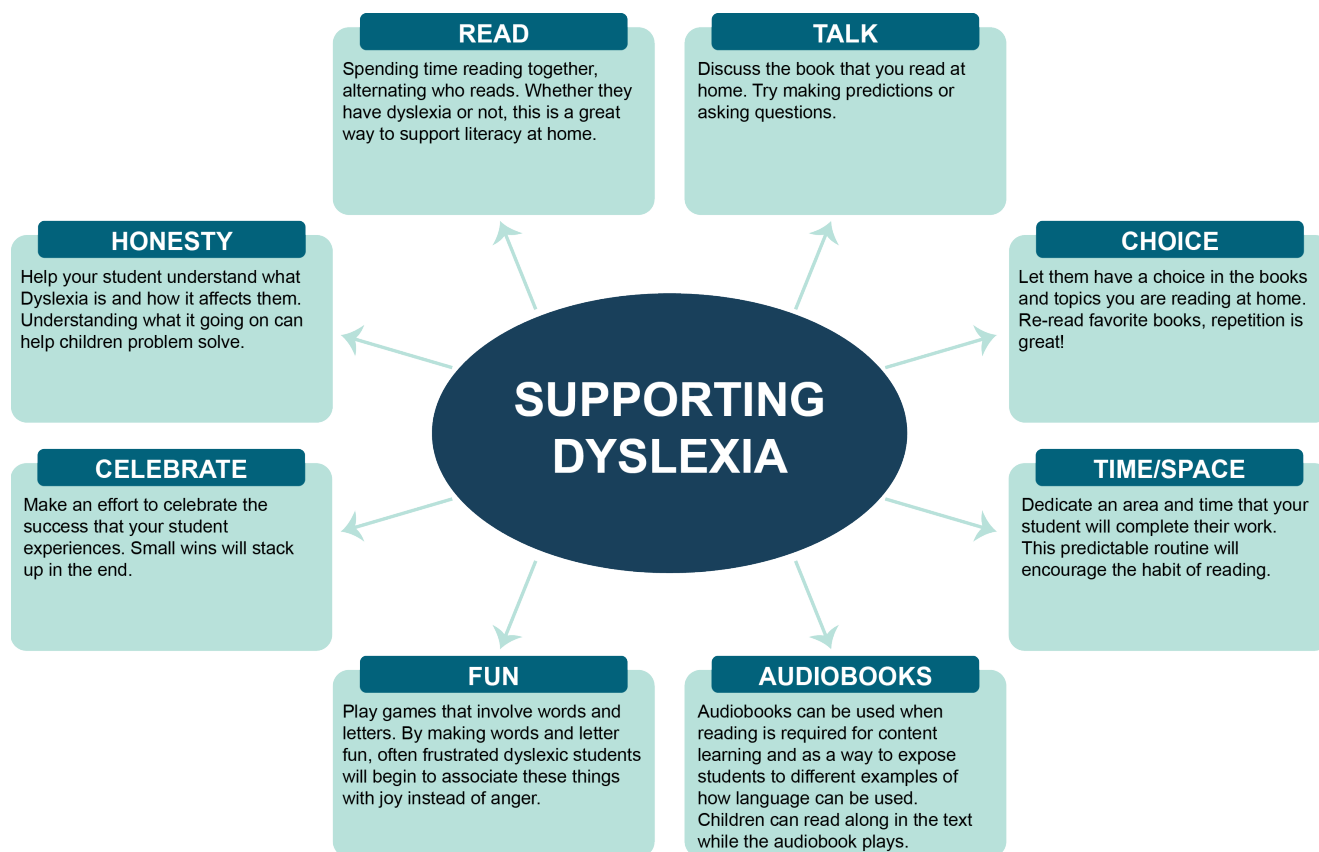 READ
Spending time reading together,
alternating who reads. Whether they
have dyslexia or not, this is a great
way to support literacy at home.
TALK
Discuss the book that you read at
home. Try making predictions or
asking questions.
HONESTY
Help your student understand what
Dyslexia is and how it affects them.
Understanding what it going on can
help children problem solve.
CHOICE
Let them have a choice in the books
and topics you are reading at home.
Re-read favorite books, repetition is
great!
SUPPORTING
DYSLEXIA
CELEBRATE
Make an effort to celebrate the
success that your student
experiences. Small wins will stack
up in the end.
TIME/SPACE
Dedicate an area and time that your
student will complete their work.
This predictable routine will
encourage the habit of reading.
FUN
Play games that involve words and
letters. By making words and letter
fun, often frustrated dyslexic students
will begin to associate these things
with joy instead of anger.
AUDIOBOOKS
Audiobooks can be used when
reading is required for content
learning and as a way to expose
students to different examples of
how language can be used.
Children can read along in the text
while the audiobook plays.